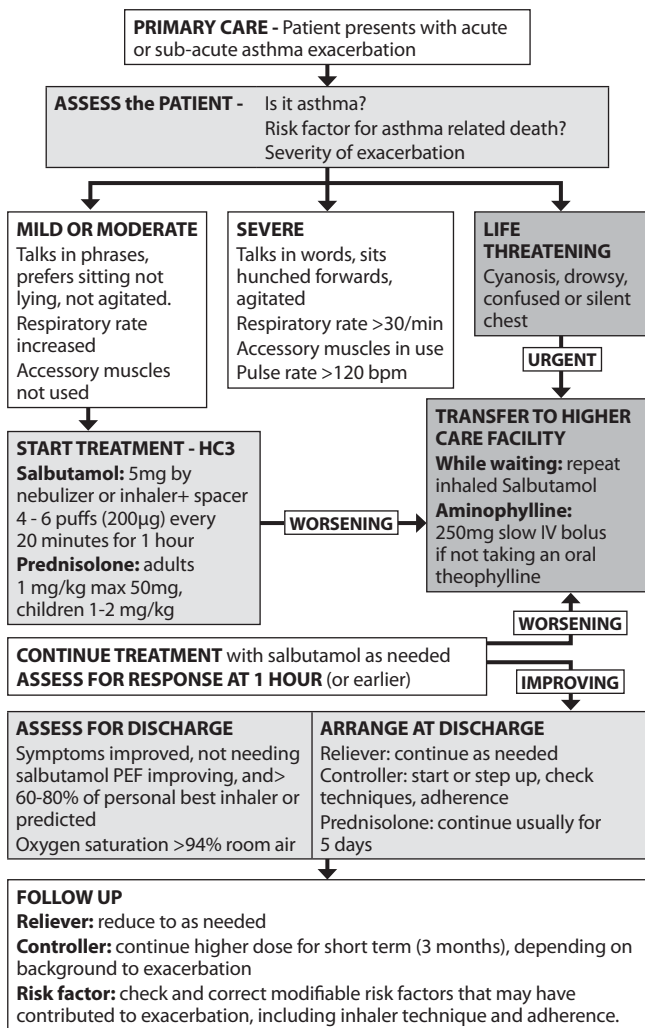 PRIMARY CARE - Patient presents with acute
or sub-acute asthma exacerbation
ASSESS the PATIENT - Is it asthma?
Risk factor for asthma related death?
Severity of exacerbation
MILD OR MODERATE
Talks in phrases,
prefers sitting not
lying, not agitated.
Respiratory rate
increased
Accessory muscles
not used
SEVERE
Talks in words, sits
hunched forwards,
agitated
Respiratory rate >30/min
Accessory muscles in use
Pulse rate >120 bpm
LIFE
THREATENING
Cyanosis, drowsy,
confused or silent
chest
URGENT
START TREATMENT - HC3
Salbutamol: 5mg by
nebulizer or inhaler+ spacer
4 - 6 puffs (200µg) every
20 minutes for 1 hour
Prednisolone: adults
1 mg/kg max 50mg,
children 1-2 mg/kg
WORSENING
TRANSFER TO HIGHER
CARE FACILITY
While waiting: repeat
inhaled Salbutamol
Aminophylline:
250mg slow IV bolus
if not taking an oral
theophylline
WORSENING
CONTINUE TREATMENT with salbutamol as needed
ASSESS FOR RESPONSE AT 1 HOUR (or earlier)
IMPROVING
ASSESS FOR DISCHARGE
Symptoms improved, not needing
salbutamol PEF improving, and>
60-80% of personal best inhaler or
predicted
Oxygen saturation >94% room air
ARRANGE AT DISCHARGE
Reliever: continue as needed
Controller: start or step up, check
techniques, adherence
Prednisolone: continue usually for
5 days
FOLLOW UP
Reliever: reduce to as needed
Controller: continue higher dose for short term (3 months), depending on
background to exacerbation
Risk factor: check and correct modifiable risk factors that may have
contributed to exacerbation, including inhaler technique and adherence.